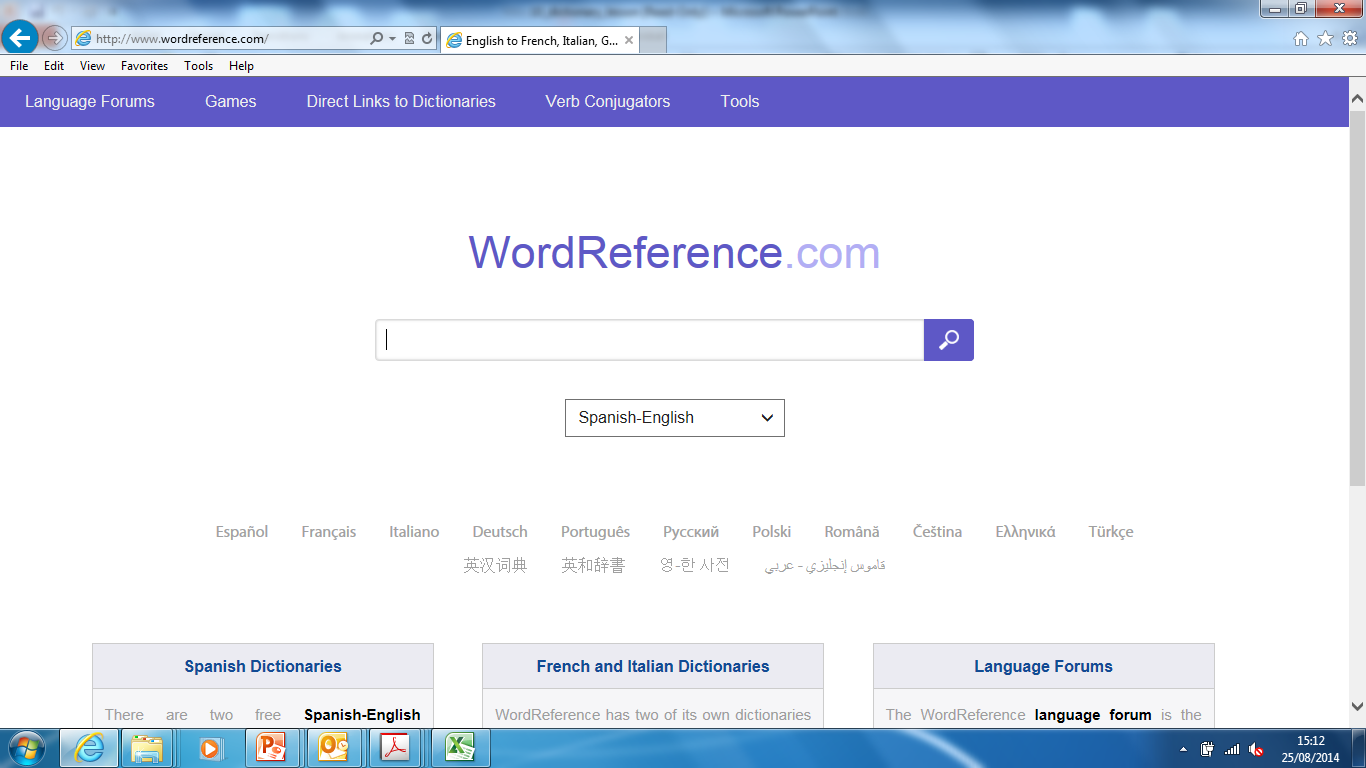 http://www.wordreference.com/
English to French, Italian, G...
File Edit View Favorites Tools Help
Language Forums Games Direct Links to Dictionaries Verb Conjugators Tools
WordReference.com
Spanish-English
Español Français Italiano Deutsch Português Русский Polski Română Čeština Ελληνικά Türkçe
英汉词典 英和辞書 영-한 사전 قاموس إنجليزي - عربي
Spanish Dictionaries French and Italian Dictionaries Language Forums
There are two free Spanish-English WordReference has two of its own dictionaries The WordReference language forum is the
15:12
25/08/2014